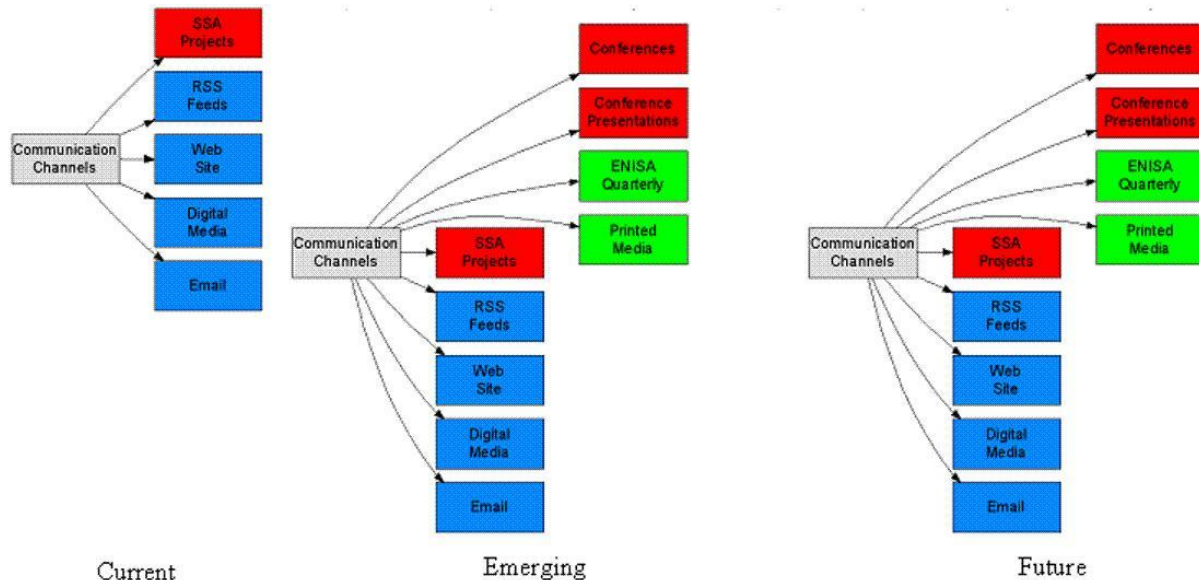 SSA
Projects
RSS
Feeds
Communication
Channels
Web
Site
Digital
Media
Email
Current
Conferences
Conference
Presentations
ENISA
Quarterly
Printed
Media
Communication
Channels
SSA
Projects
RSS
Feeds
Web
Site
Digital
Media
Email
Emerging
Conferences
Conference
Presentations
ENISA
Quarterly
Printed
Media
Communication
Channels
SSA
Projects
RSS
Feeds
Web
Site
Digital
Media
Email
Future